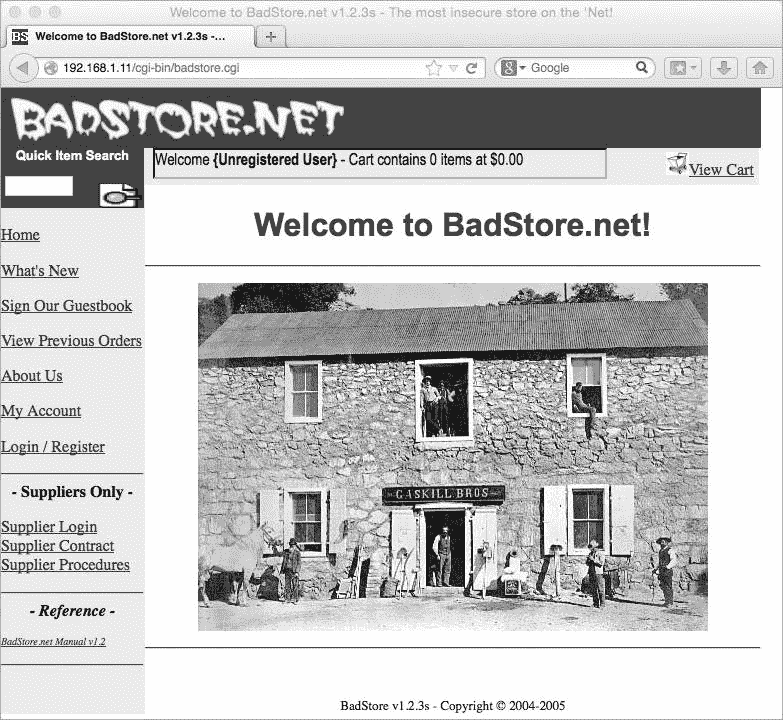 Welcome to BadStore.net v1.2.3s - The most insecure store on the 'Net!
BS Welcome to BadStore.net v1.2.3s -...
192.168.1.11/cgi-bin/badstore.cgi
Google
BADSTORE.NET
Quick Item Search
Welcome {Unregistered User} - Cart contains 0 items at $0.00
View Cart
Home
What's New
Sign Our Guestbook
View Previous Orders
About Us
My Account
Login / Register
- Suppliers Only -
Supplier Login
Supplier Contract
Supplier Procedures
- Reference -
BadStore.net Manual v1.2
Welcome to BadStore.net!
GASKILL BROS
BadStore v1.2.3s - Copyright © 2004-2005